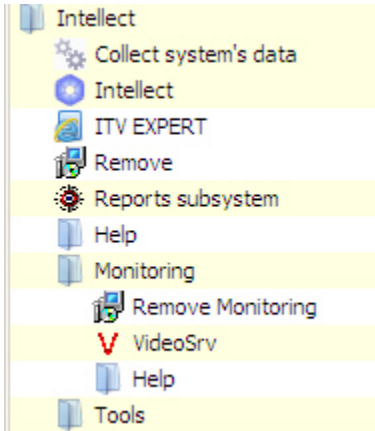 Intellect
Collect system's data
Intellect
ITV EXPERT
Remove
Reports subsystem
Help
Monitoring
Remove Monitoring
VideoSrv
Help
Tools